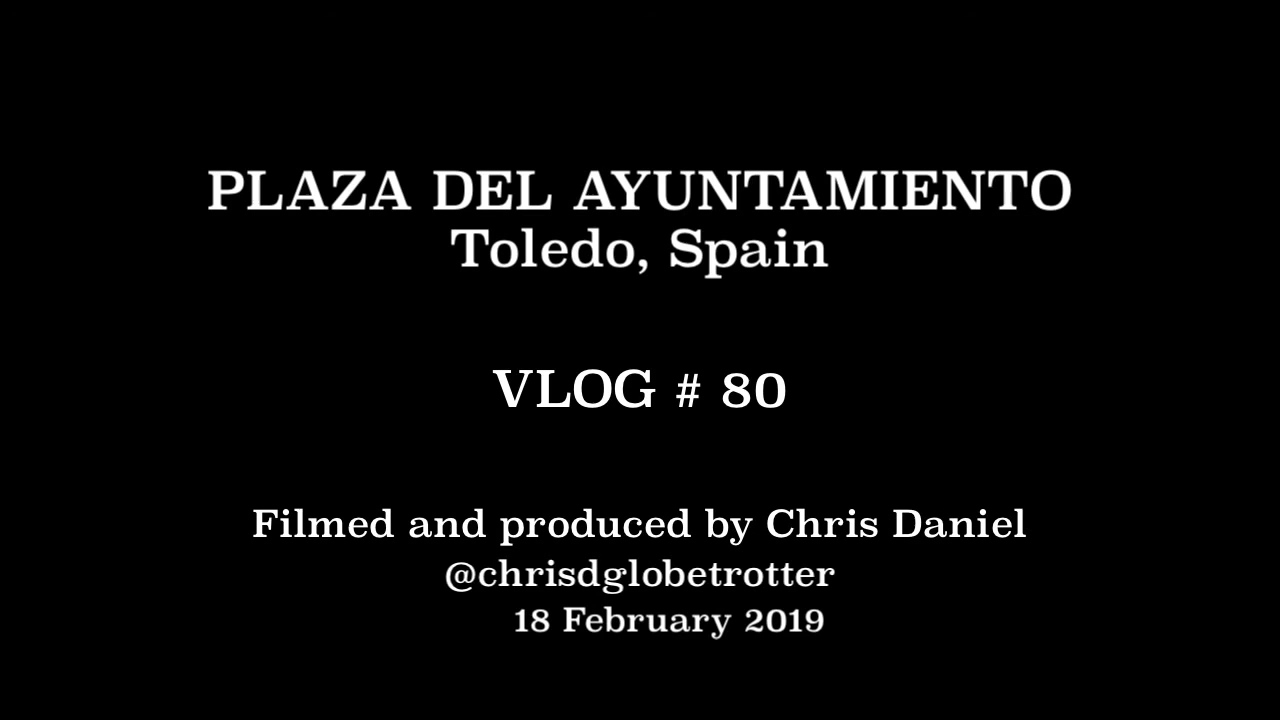 PLAZA DEL AYUNTAMIENTO
Toledo, Spain
VLOG # 80
Filmed and produced by Chris Daniel
@chrisdglobetrotter
18 February 2019